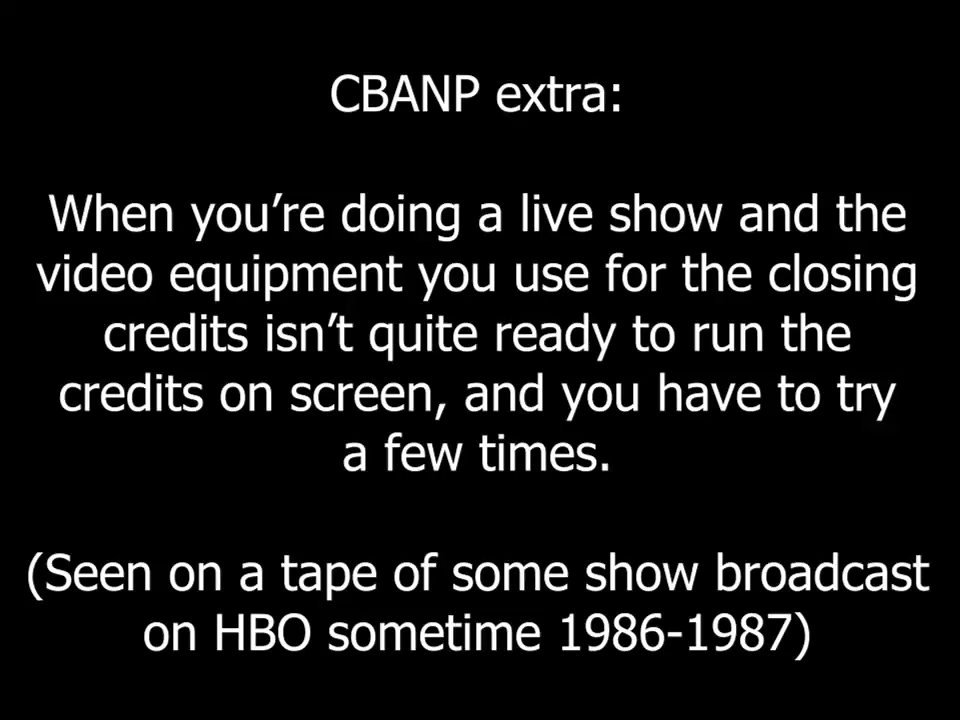 CBANP extra:
When you’re doing a live show and the
video equipment you use for the closing
credits isn’t quite ready to run the
credits on screen, and you have to try
a few times.
(Seen on a tape of some show broadcast
on HBO sometime 1986-1987)